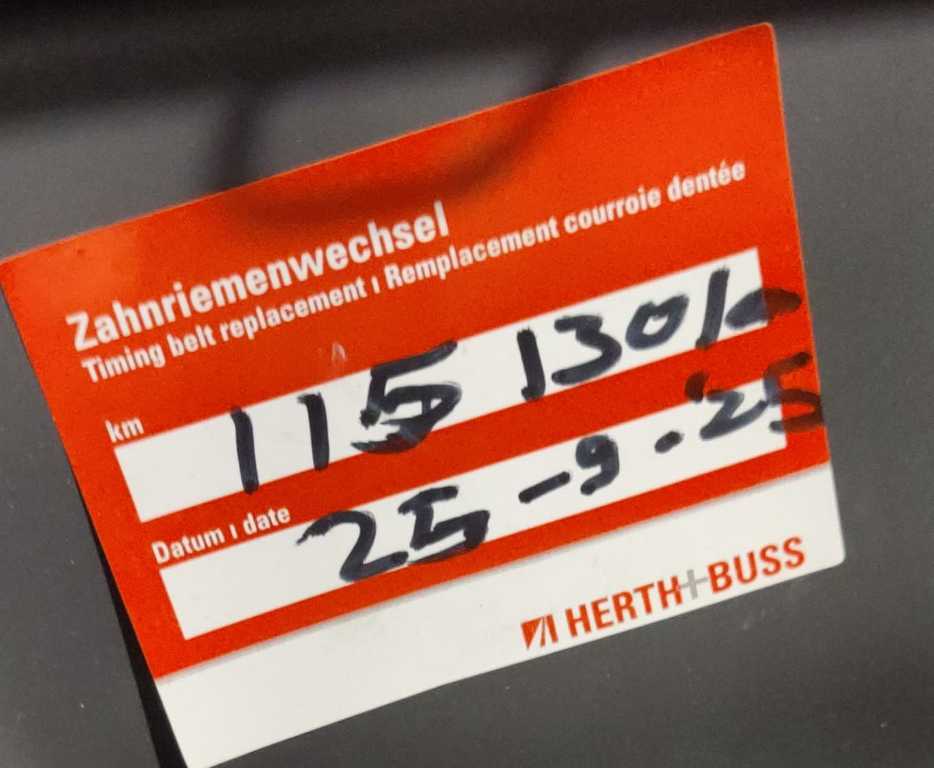 Zahnriemenwechsel
Timing belt replacement ı Remplacement courroie dentée
km
115 130
Datum ı date
25-9.25
HERTH+BUSS